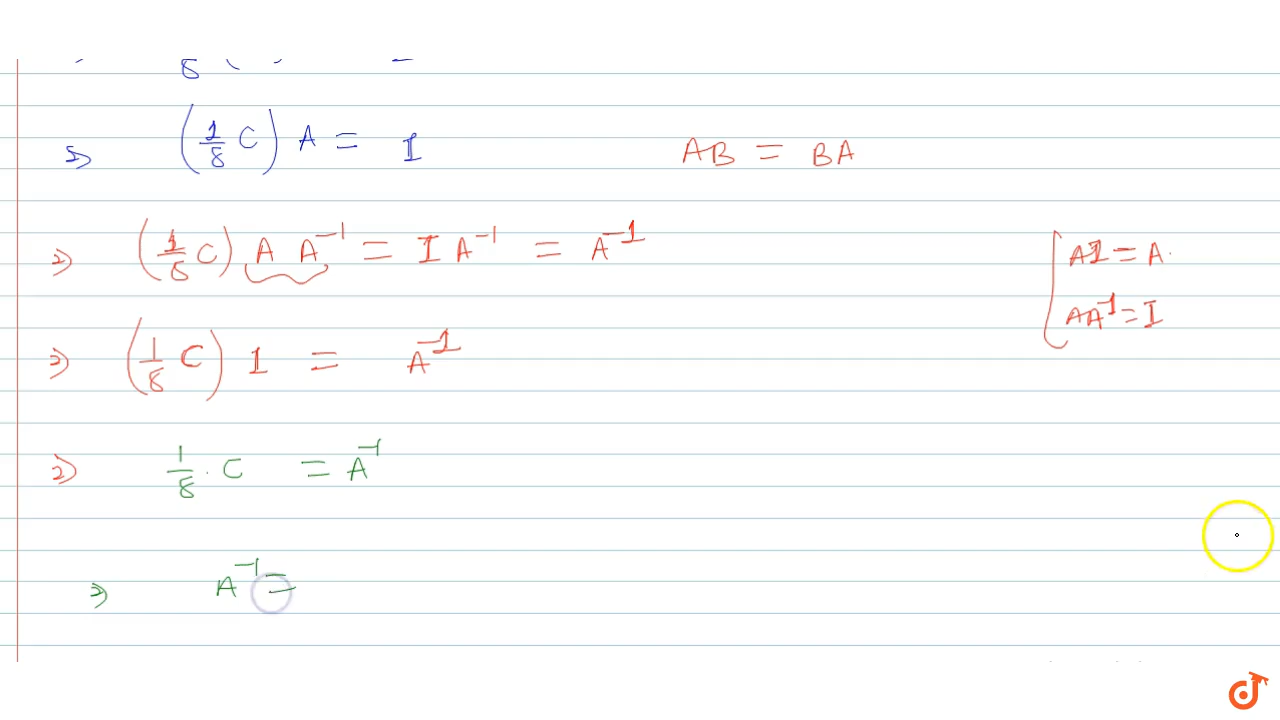 8
⇒ (1/8 C) A = I
AB = BA
⇒ (1/8 C) A A⁻¹ = I A⁻¹ = A⁻¹
AI = A.
AA⁻¹ = I
⇒ (1/8 C) I = A⁻¹
⇒ 1/8 . C = A⁻¹
⇒ A⁻¹ =